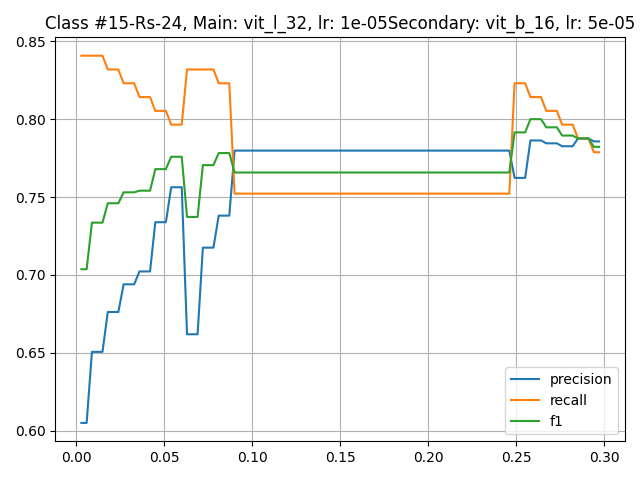 Class #15-Rs-24, Main: vit_l_32, lr: 1e-05Secondary: vit_b_16, lr: 5e-05
0.85
0.80
0.75
0.70
0.65
0.60
precision
recall
f1
0.00 0.05 0.10 0.15 0.20 0.25 0.30